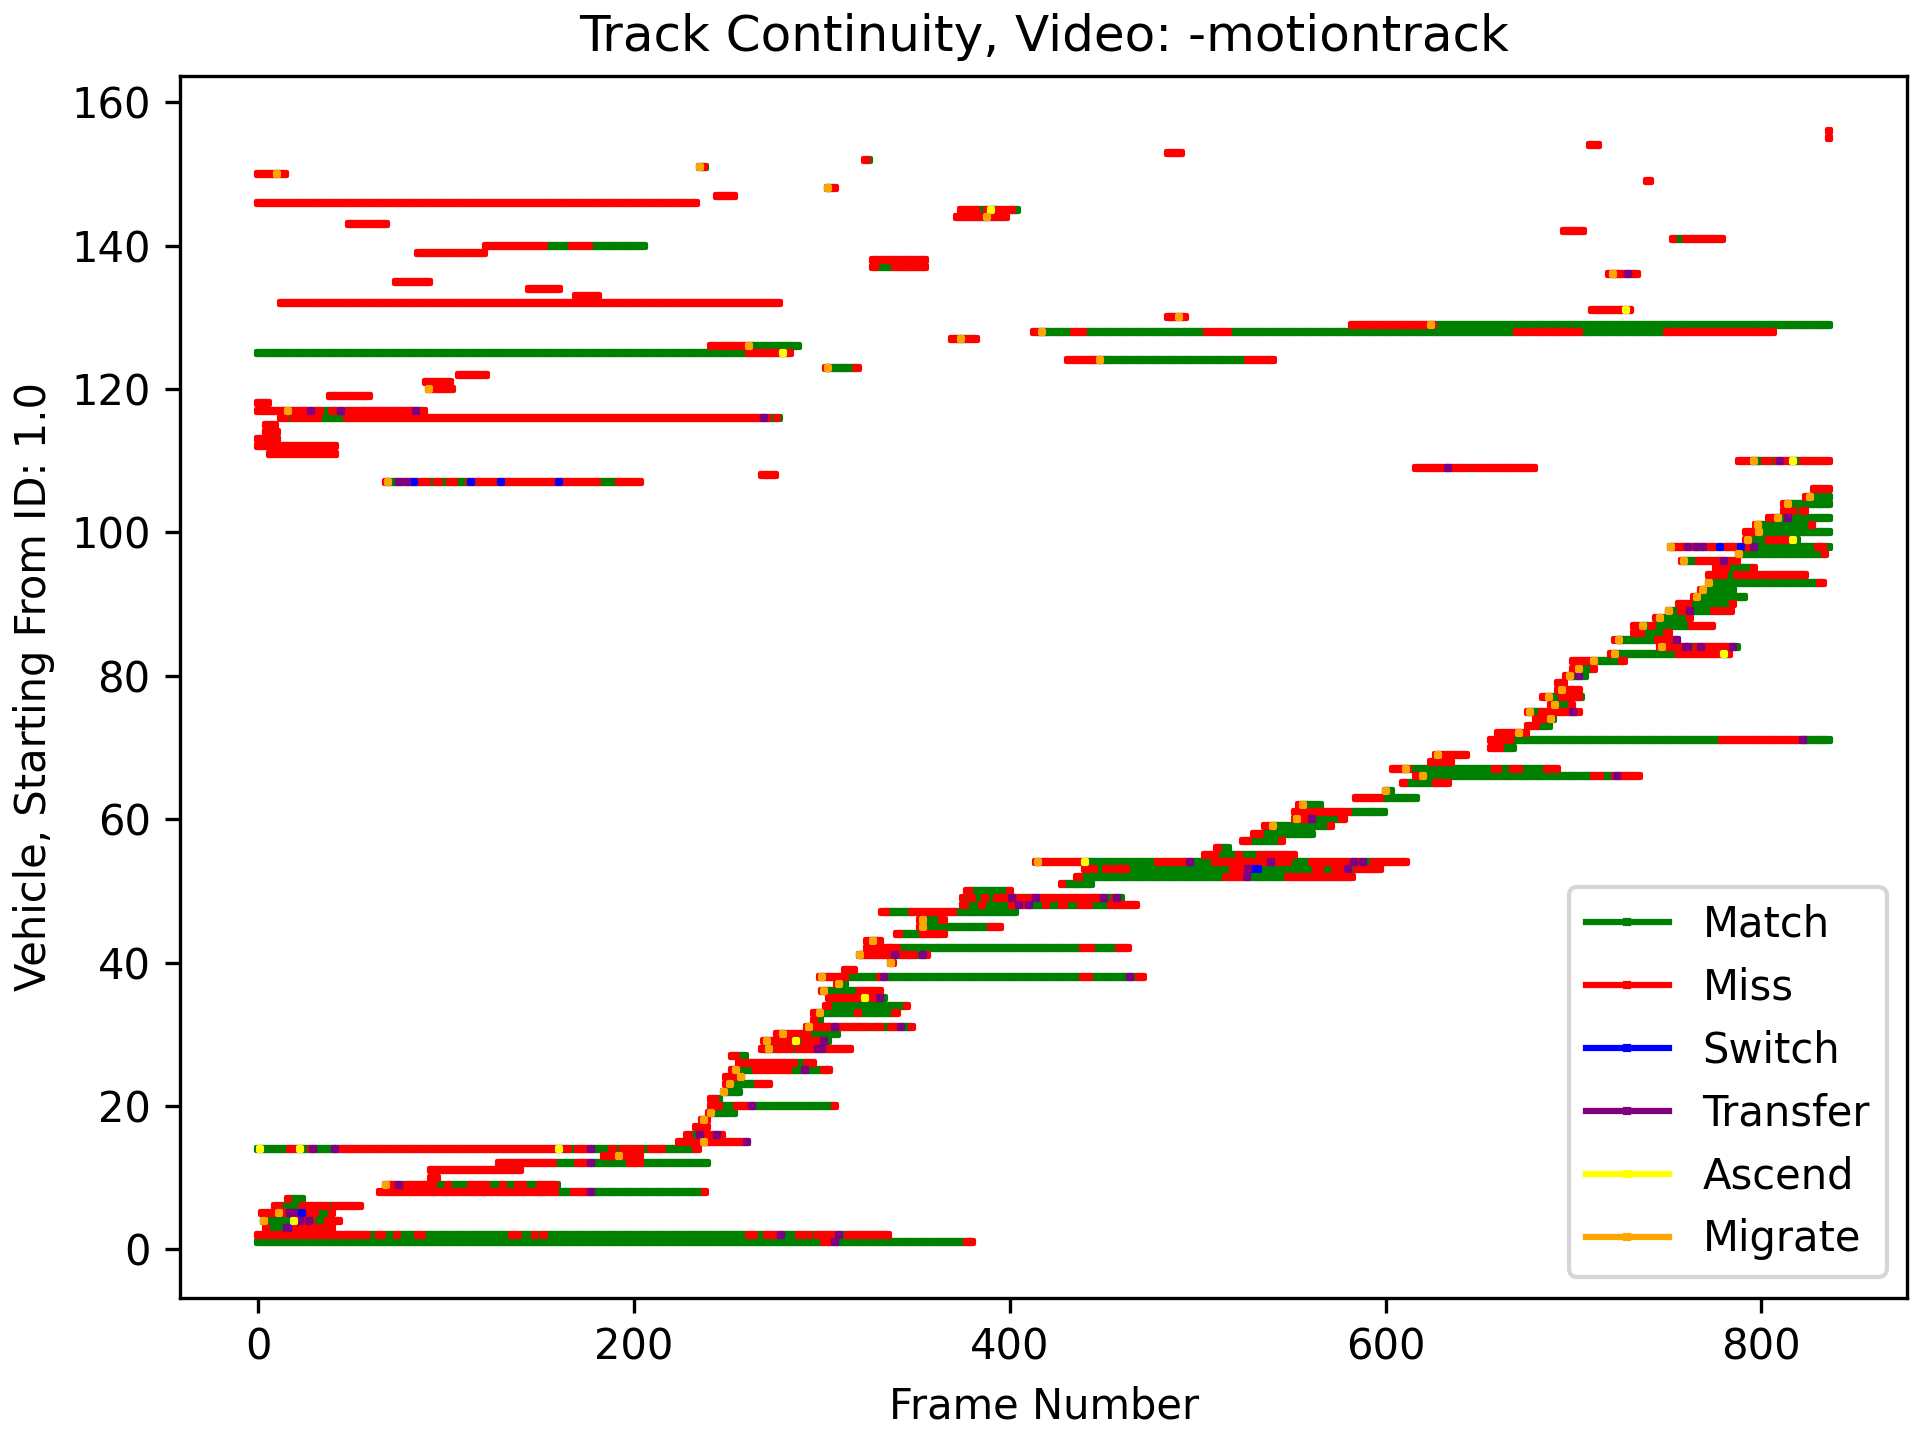 Track Continuity, Video: -motiontrack
160
140
120
100
80
60
40
20
0
Vehicle, Starting From ID: 1.0
0 200 400 600 800
Frame Number
Match
Miss
Switch
Transfer
Ascend
Migrate